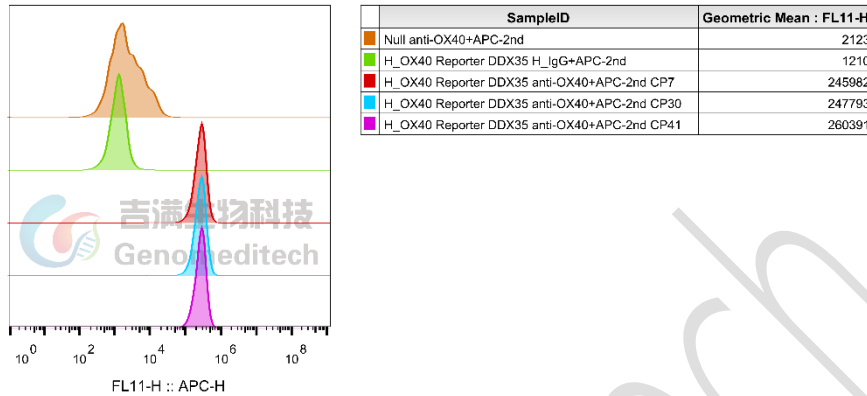 SampleID Geometric Mean : FL11-H
Null anti-OX40+APC-2nd 2123
H_OX40 Reporter DDX35 H_IgG+APC-2nd 1210
H_OX40 Reporter DDX35 anti-OX40+APC-2nd CP7 245982
H_OX40 Reporter DDX35 anti-OX40+APC-2nd CP30 247793
H_OX40 Reporter DDX35 anti-OX40+APC-2nd CP41 260391
吉满生物科技
Genomeditech
10^0 10^2 10^4 10^6 10^8
FL11-H :: APC-H